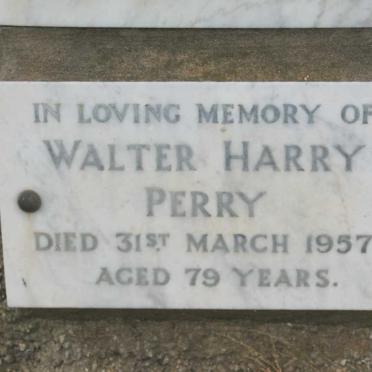 IN LOVING MEMORY OF
WALTER HARRY
PERRY
DIED 31ST MARCH 1957
AGED 79 YEARS.